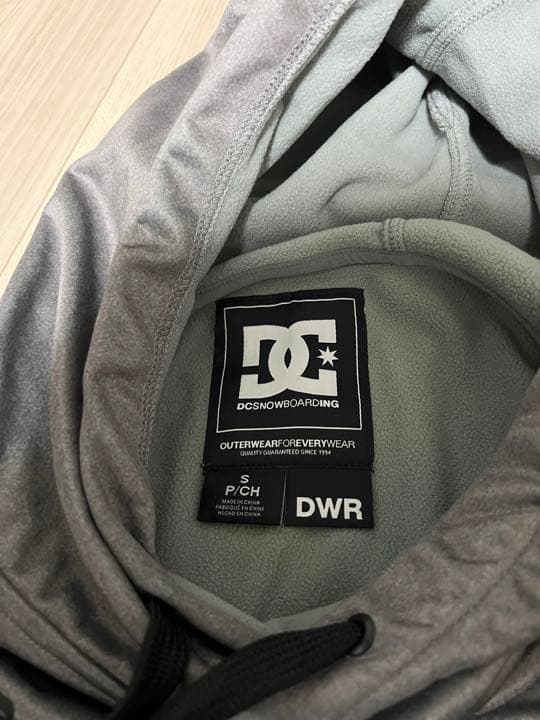 DC
DCSNOWBOARDING
OUTERWEARFOREVERYWEAR
QUALITY GUARANTEED SINCE 1994
S
P/CH
MADE IN CHINA
FABRIQUÉ EN CHINE
HECHO EN CHINA
DWR